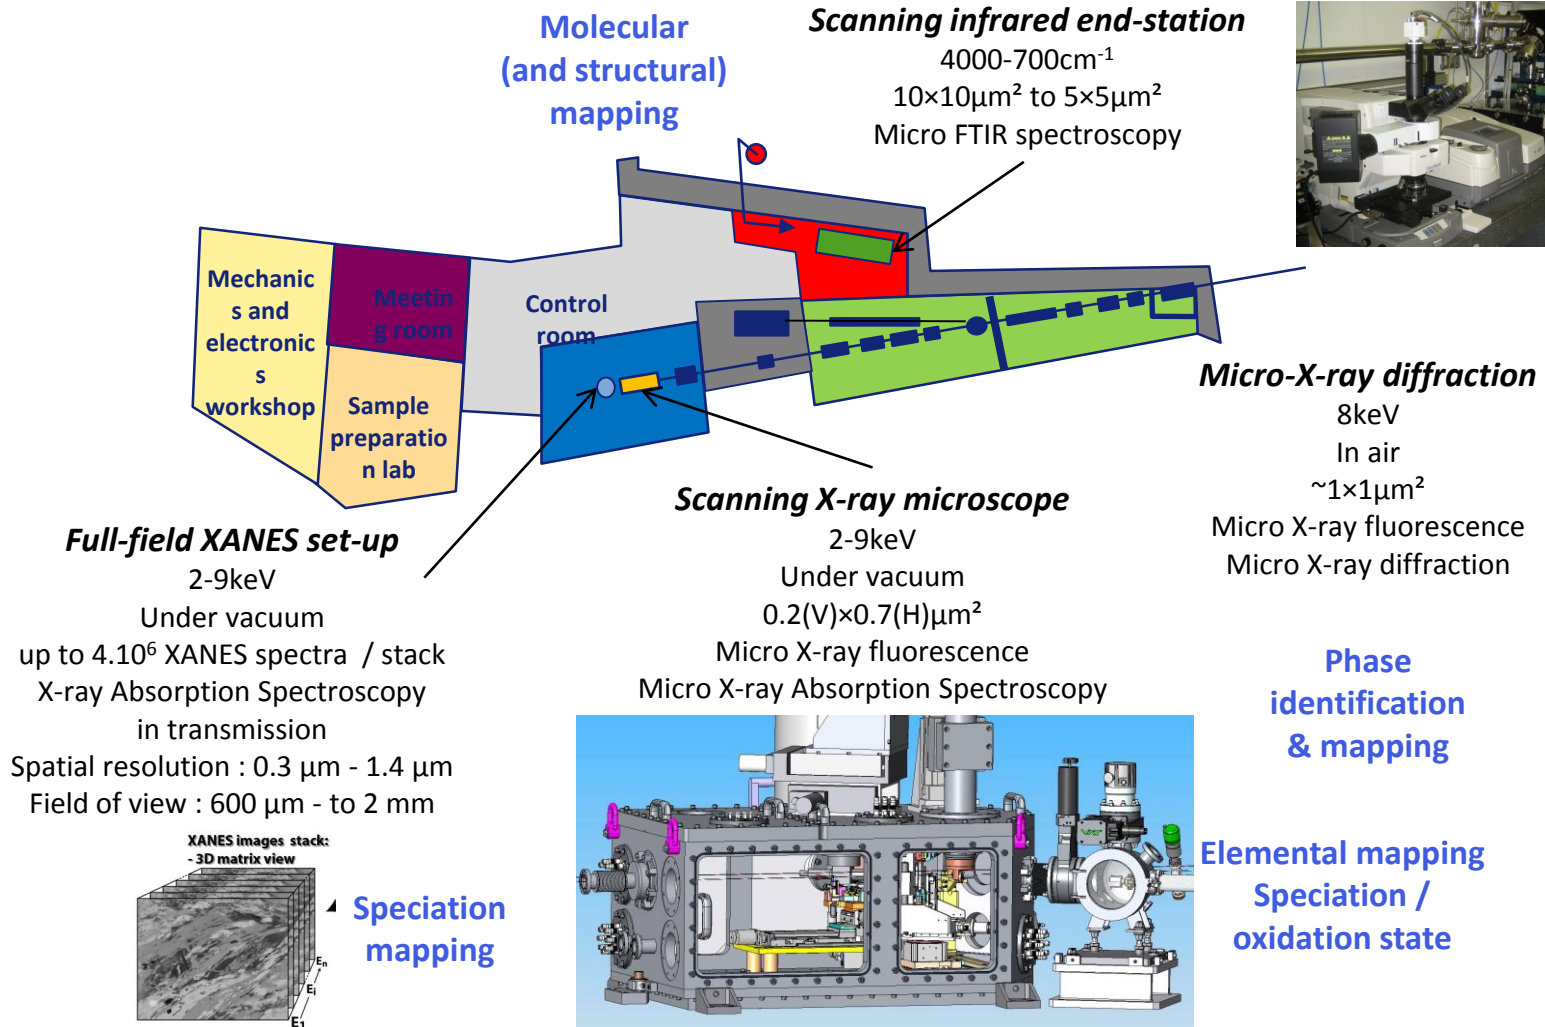 Molecular
(and structural)
mapping
Scanning infrared end-station
4000-700cm⁻¹
10×10µm² to 5×5µm²
Micro FTIR spectroscopy
Mechanic
s and
electronic
s
workshop
Meetin
g room
Sample
preparatio
n lab
Control
room
Micro-X-ray diffraction
8keV
In air
~1×1µm²
Micro X-ray fluorescence
Micro X-ray diffraction
Full-field XANES set-up
2-9keV
Under vacuum
up to 4.10⁶ XANES spectra / stack
X-ray Absorption Spectroscopy
in transmission
Spatial resolution : 0.3 µm - 1.4 µm
Field of view : 600 µm - to 2 mm
Scanning X-ray microscope
2-9keV
Under vacuum
0.2(V)×0.7(H)µm²
Micro X-ray fluorescence
Micro X-ray Absorption Spectroscopy
Phase
identification
& mapping
Elemental mapping
Speciation /
oxidation state
XANES images stack:
- 3D matrix view
Eₙ
Eᵢ
E₁
Speciation
mapping
VAT